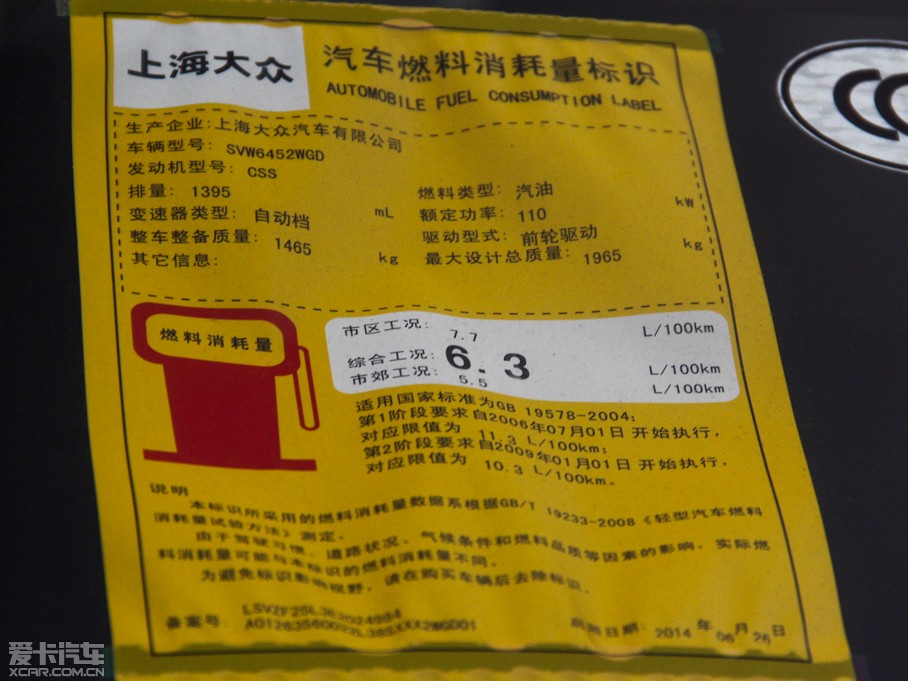 上海大众
汽车燃料消耗量标识
AUTOMOBILE FUEL CONSUMPTION LABEL
生产企业:上海大众汽车有限公司
车辆型号: SVW6452WGD
发动机型号: CSS
排量: 1395 mL
燃料类型: 汽油
变速器类型: 自动档
额定功率: 110 kW
整车整备质量: 1465 kg
驱动型式: 前轮驱动
其它信息:
最大设计总质量: 1965 kg
燃料消耗量
市区工况: 7.7 L/100km
综合工况: 6.3 L/100km
市郊工况: 5.5 L/100km
适用国家标准为GB 19578-2004;
第1阶段要求自2006年07月01日 开始执行,
对应限值为 11.3 L/100km;
第2阶段要求自2009年01月01日 开始执行,
对应限值为 10.3 L/100km。
说明
本标识所采用的燃料消耗量数据系根据GB/T 19233-2008《轻型汽车燃料
消耗量试验方法》测定。
由于驾驶习惯、道路状况、气候条件和燃料品质等因素的影响,实际燃
料消耗量可能与本标识的燃料消耗量不同。
为避免标识影响视野,请在购买车辆后去除标识。
备案号:
启用日期: 2014 年 06 月 26 日
爱卡汽车
XCAR.COM.CN